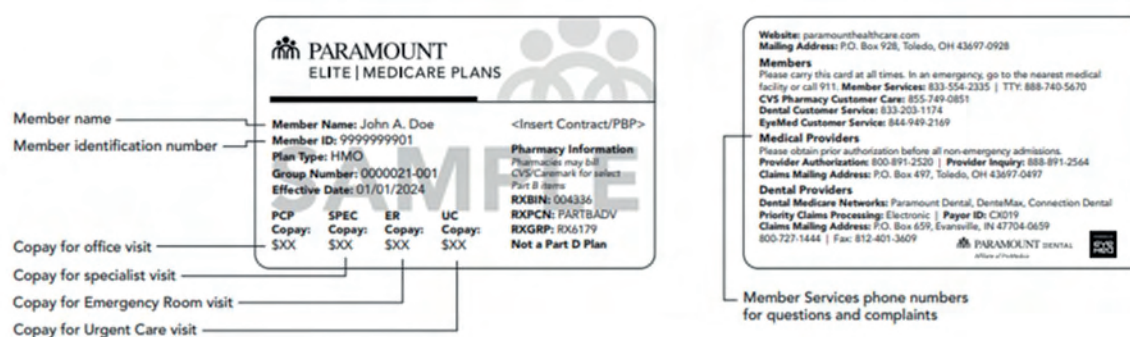 PARAMOUNT
ELITE | MEDICARE PLANS
Member name
Member identification number
Member Name: John A. Doe
Member ID: 9999999901
Plan Type: HMO
Group Number: 0000021-001
Effective Date: 01/01/2024
<Insert Contract/PBP>
Pharmacy Information
Pharmacies may bill
CVS/Caremark for select
Part B items
RXBIN: 004336
RXPCN: PARTBADV
RXGRP: RX6179
Not a Part D Plan
SAMPLE
PCP SPEC ER UC
Copay: Copay: Copay: Copay:
$XX $XX $XX $XX
Copay for office visit
Copay for specialist visit
Copay for Emergency Room visit
Copay for Urgent Care visit
Website: paramounthealthcare.com
Mailing Address: P.O. Box 928, Toledo, OH 43697-0928
Members
Please carry this card at all times. In an emergency, go to the nearest medical
facility or call 911. Member Services: 833-554-2335 | TTY: 888-740-5670
CVS Pharmacy Customer Care: 855-749-0851
Dental Customer Service: 833-203-1174
EyeMed Customer Service: 844-949-2169
Medical Providers
Please obtain prior authorization before all non-emergency admissions.
Provider Authorization: 800-891-2520 | Provider Inquiry: 888-891-2564
Claims Mailing Address: P.O. Box 497, Toledo, OH 43697-0497
Dental Providers
Dental Medicare Networks: Paramount Dental, DenteMax, Connection Dental
Priority Claims Processing: Electronic | Payor ID: CX019
Claims Mailing Address: P.O. Box 659, Evansville, IN 47704-0659
800-727-1444 | Fax: 812-401-3609
PARAMOUNT DENTAL
Affiliate of ProMedica
eye
MED
Member Services phone numbers
for questions and complaints